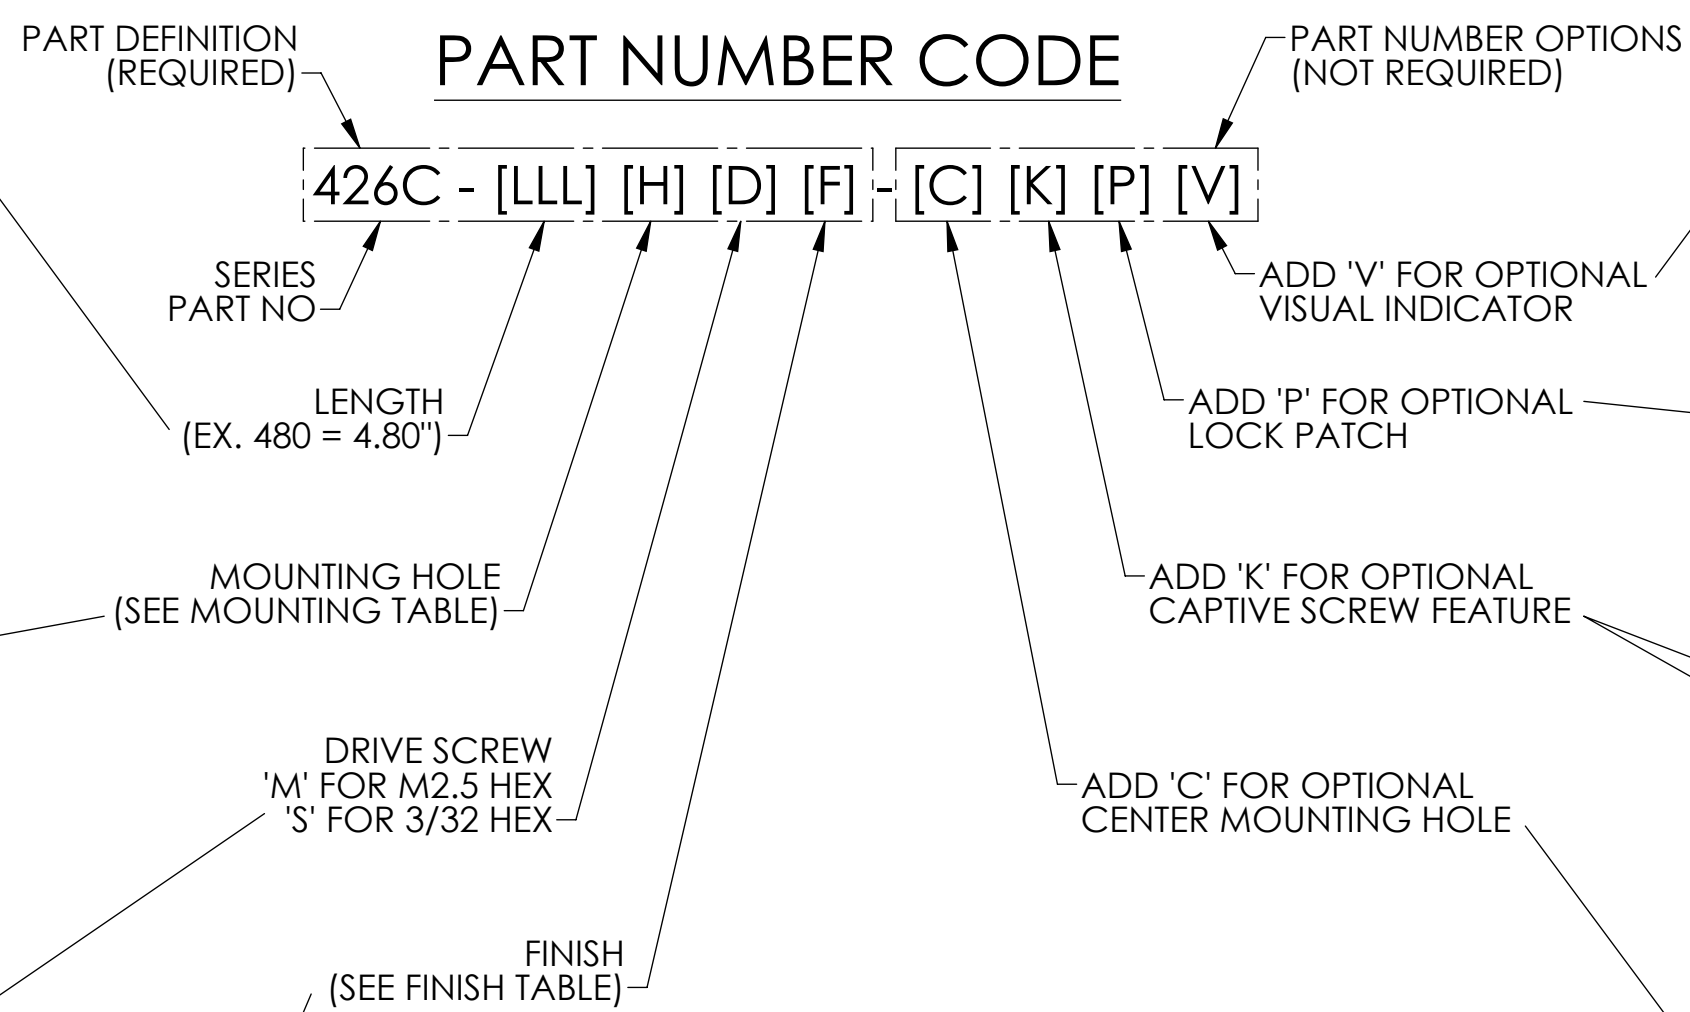 PART NUMBER CODE
PART DEFINITION
(REQUIRED)
PART NUMBER OPTIONS
(NOT REQUIRED)
426C - [LLL] [H] [D] [F] - [C] [K] [P] [V]
SERIES
PART NO
LENGTH
(EX. 480 = 4.80")
MOUNTING HOLE
(SEE MOUNTING TABLE)
DRIVE SCREW
'M' FOR M2.5 HEX
'S' FOR 3/32 HEX
FINISH
(SEE FINISH TABLE)
ADD 'V' FOR OPTIONAL
VISUAL INDICATOR
ADD 'P' FOR OPTIONAL
LOCK PATCH
ADD 'K' FOR OPTIONAL
CAPTIVE SCREW FEATURE
ADD 'C' FOR OPTIONAL
CENTER MOUNTING HOLE